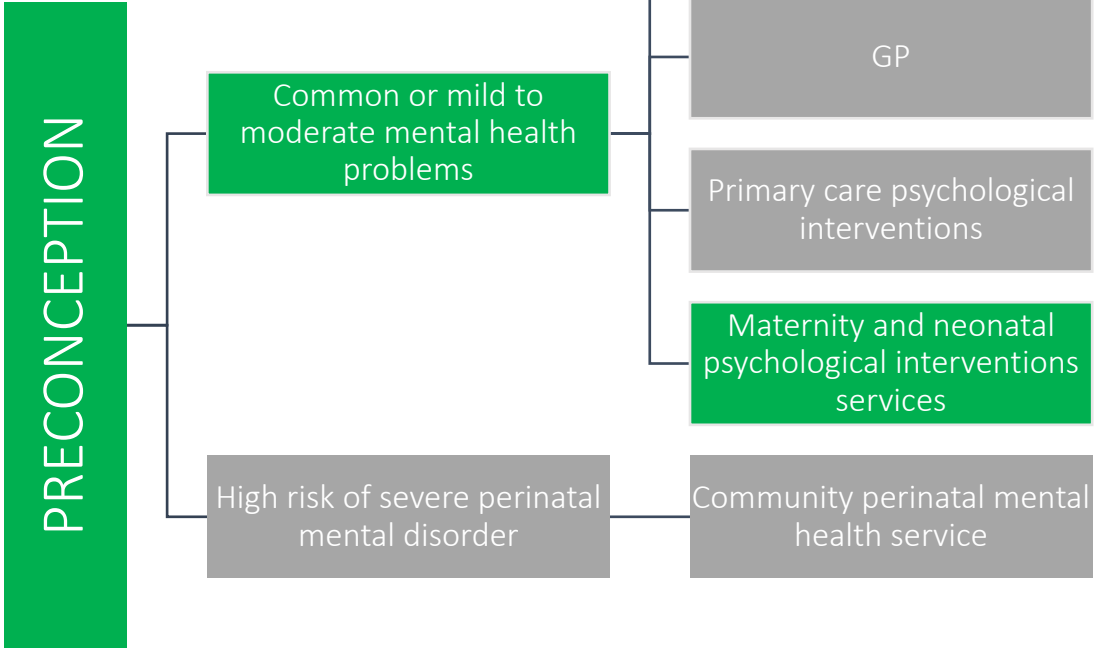 PRECONCEPTION
Common or mild to
moderate mental health
problems
GP
Primary care psychological
interventions
Maternity and neonatal
psychological interventions
services
High risk of severe perinatal
mental disorder
Community perinatal mental
health service